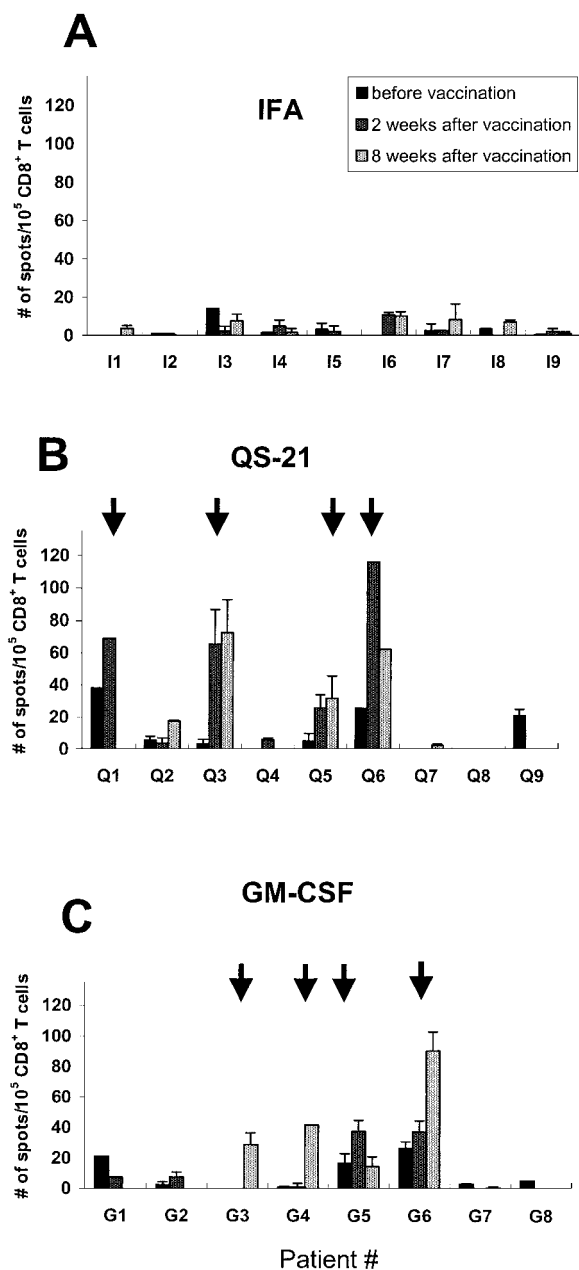 A
IFA
before vaccination
2 weeks after vaccination
8 weeks after vaccination
# of spots/10⁵ CD8⁺ T cells
120
100
80
60
40
20
0
I1 I2 I3 I4 I5 I6 I7 I8 I9
B
QS-21
# of spots/10⁵ CD8⁺ T cells
120
100
80
60
40
20
0
Q1 Q2 Q3 Q4 Q5 Q6 Q7 Q8 Q9
C
GM-CSF
# of spots/10⁵ CD8⁺ T cells
120
100
80
60
40
20
0
G1 G2 G3 G4 G5 G6 G7 G8
Patient #